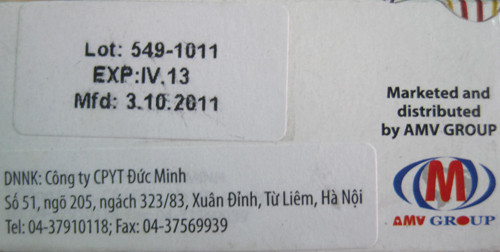 Lot: 549-1011
EXP:IV.13
Mfd: 3.10.2011
Marketed and
distributed
by AMV GROUP
M
AMV GROUP
DNNK: Công ty CPYT Đức Minh
Số 51, ngõ 205, ngách 323/83, Xuân Đỉnh, Từ Liêm, Hà Nội
Tel: 04-37910118; Fax: 04-37569939